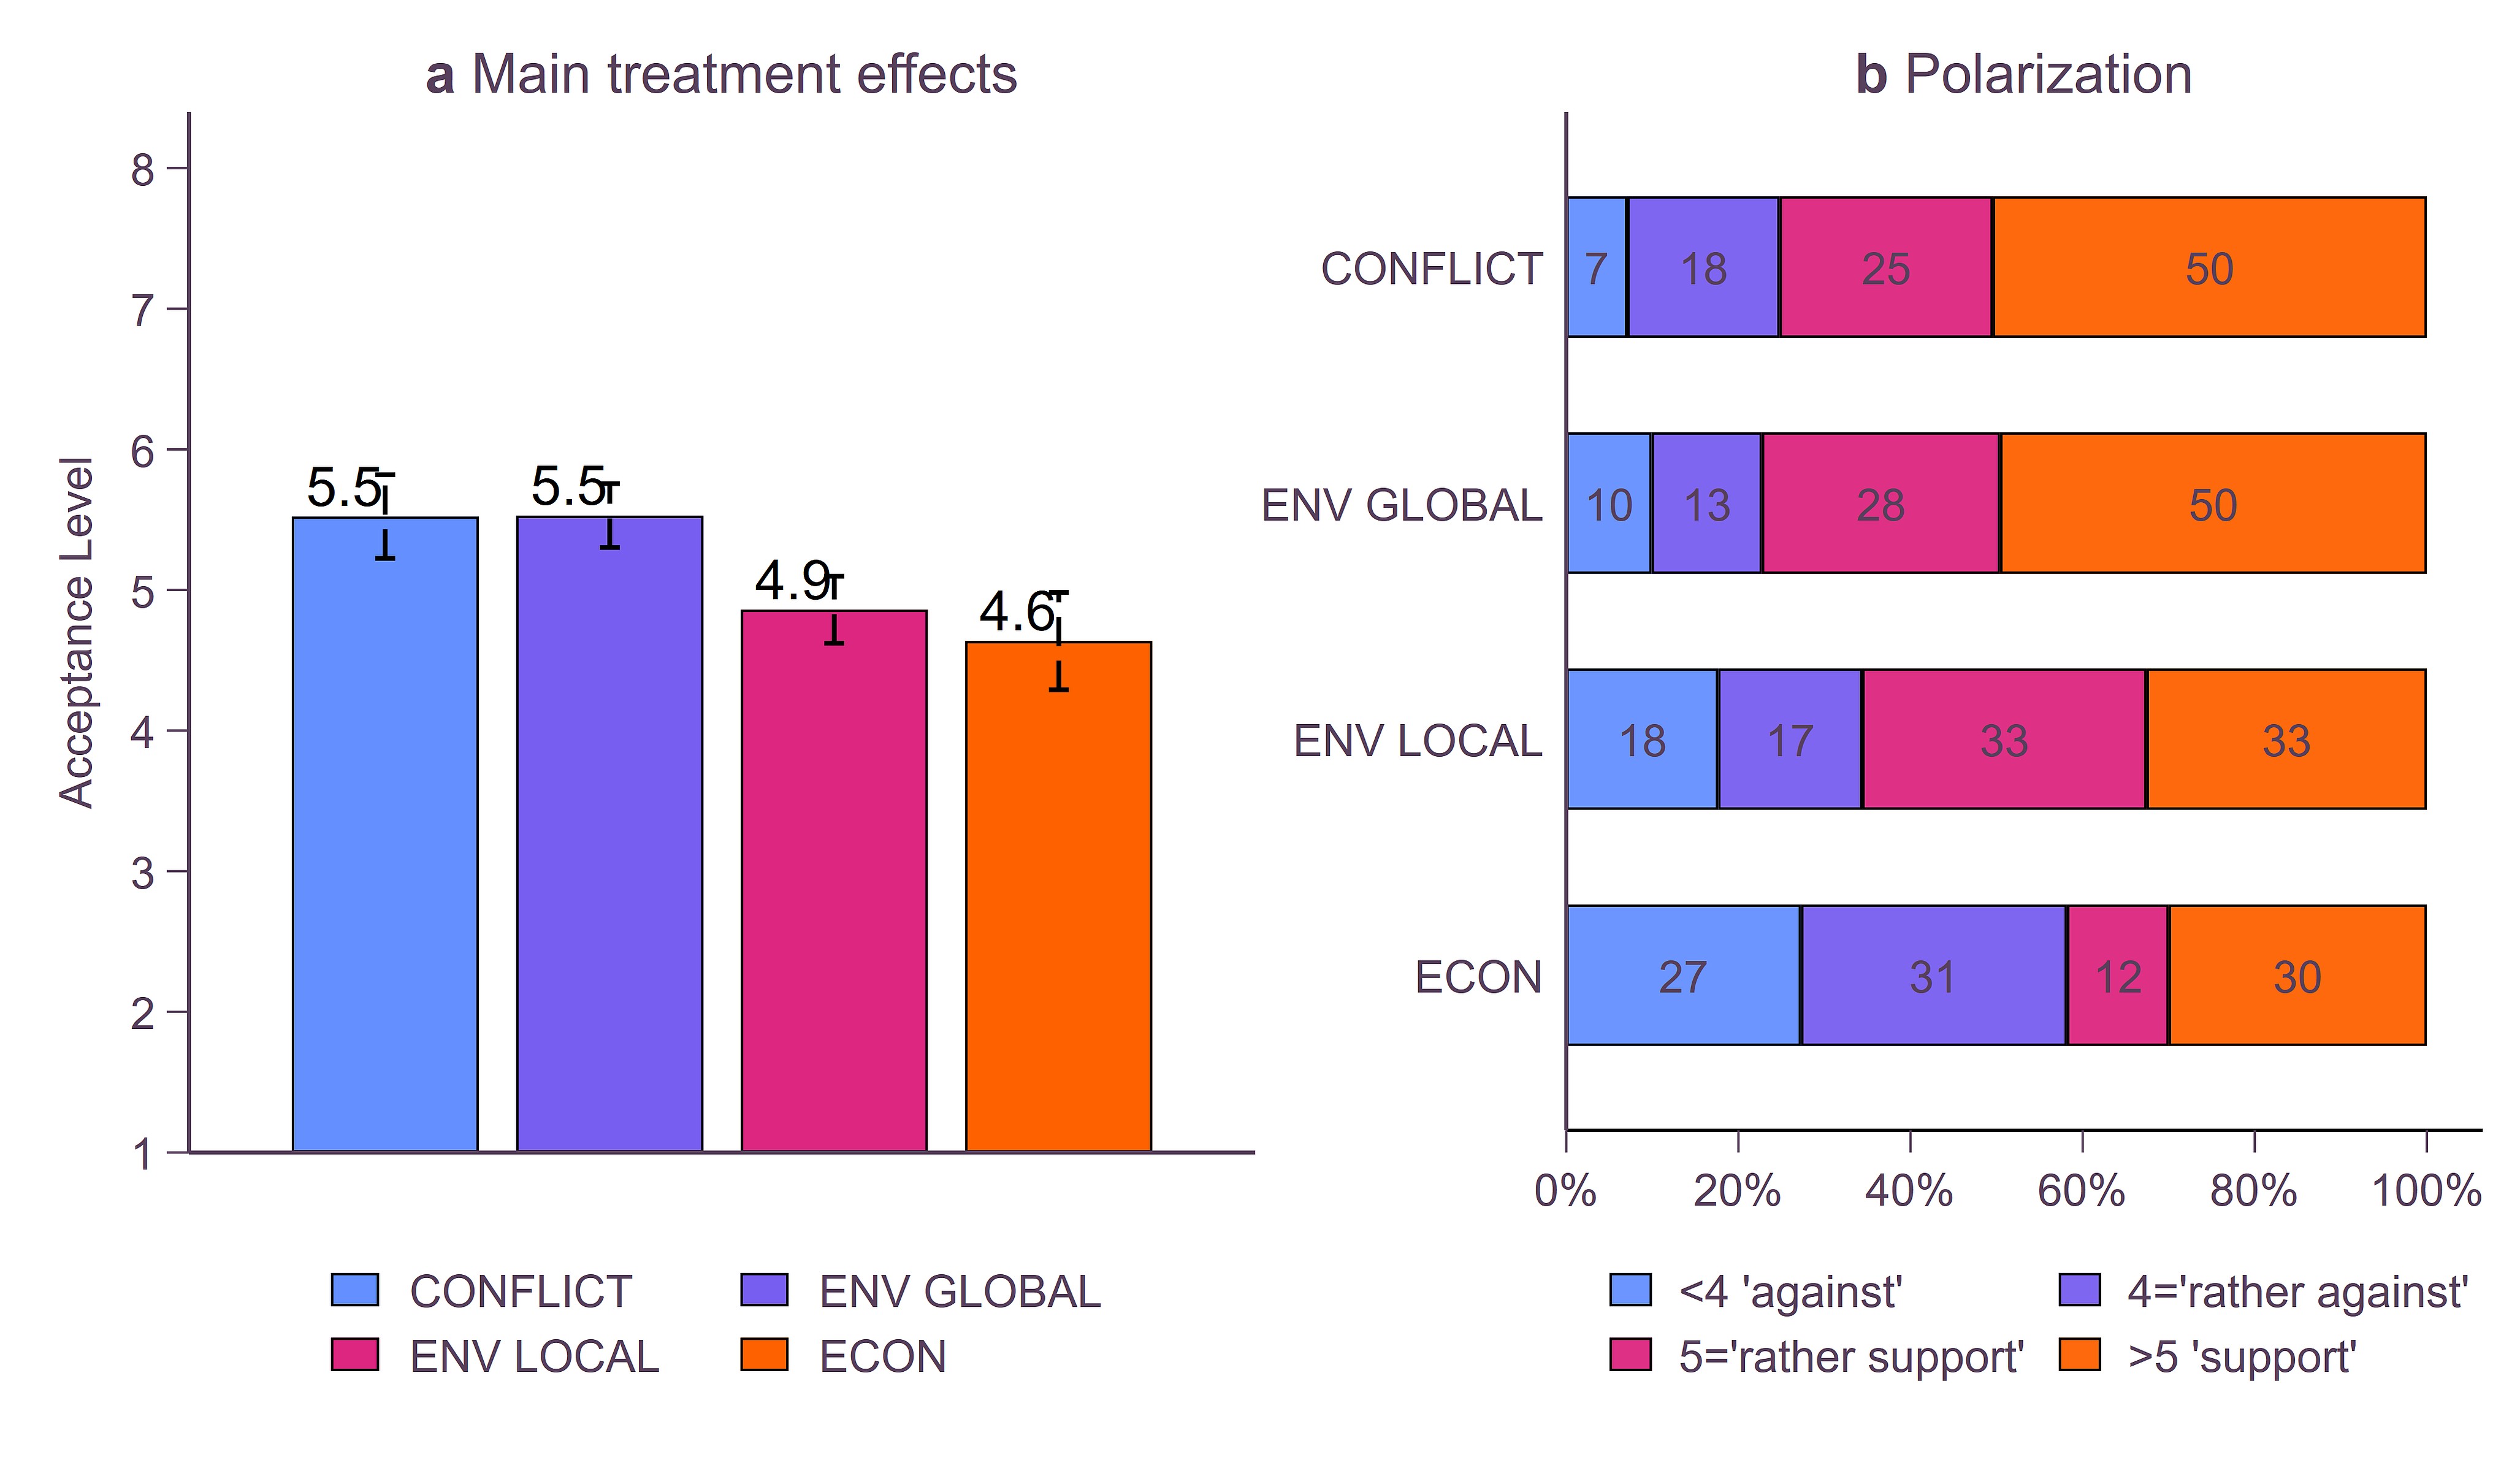 a Main treatment effects
Acceptance Level
8
7
6
5
4
3
2
1
5.5
5.5
4.9
4.6
CONFLICT
ENV GLOBAL
ENV LOCAL
ECON
b Polarization
CONFLICT 7 18 25 50
ENV GLOBAL 10 13 28 50
ENV LOCAL 18 17 33 33
ECON 27 31 12 30
0% 20% 40% 60% 80% 100%
<4 'against'
4='rather against'
5='rather support'
>5 'support'